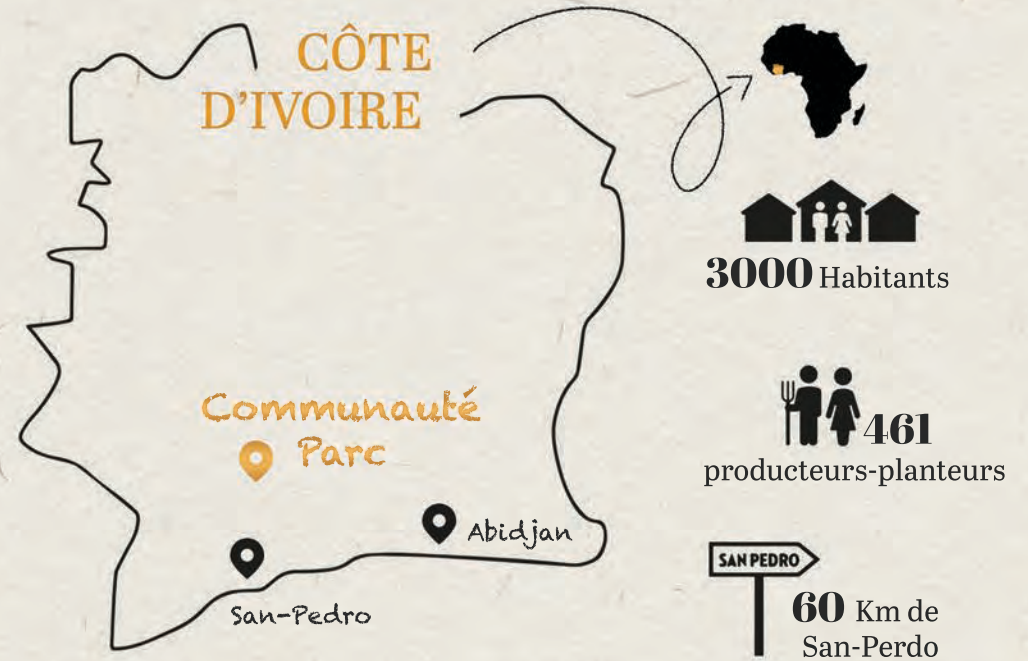 CÔTE
D'IVOIRE
3000 Habitants
Communauté
Parc
461
producteurs-planteurs
Abidjan
San-Pedro
SAN PEDRO
60 Km de
San-Perdo